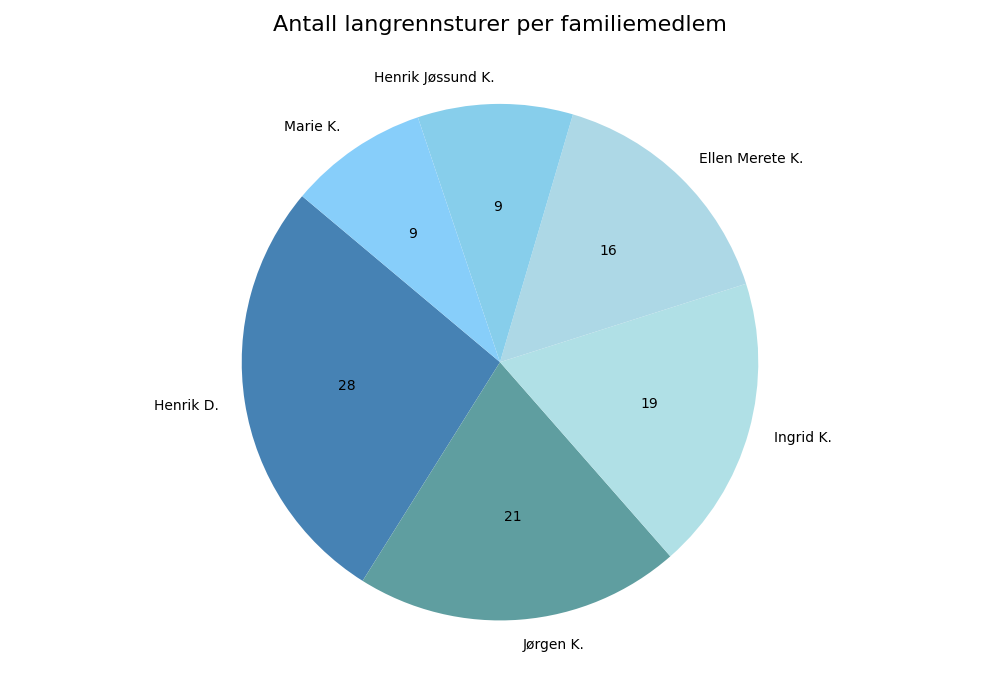 Antall langrennsturer per familiemedlem
Henrik Jøssund K.
Marie K.
Ellen Merete K.
9
9
16
28
19
Henrik D.
Ingrid K.
21
Jørgen K.